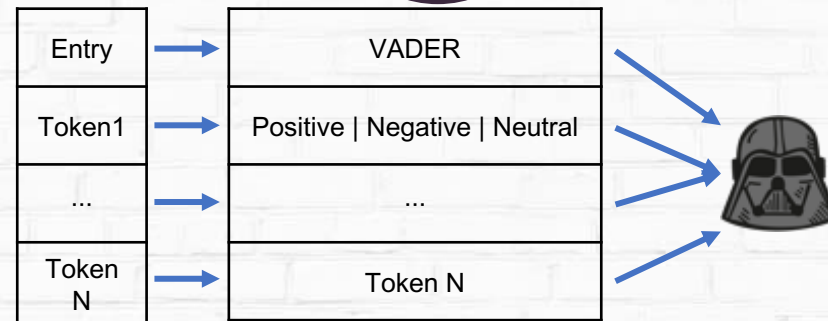 Entry
VADER
Token1
Positive | Negative | Neutral
...
...
Token
N
Token N